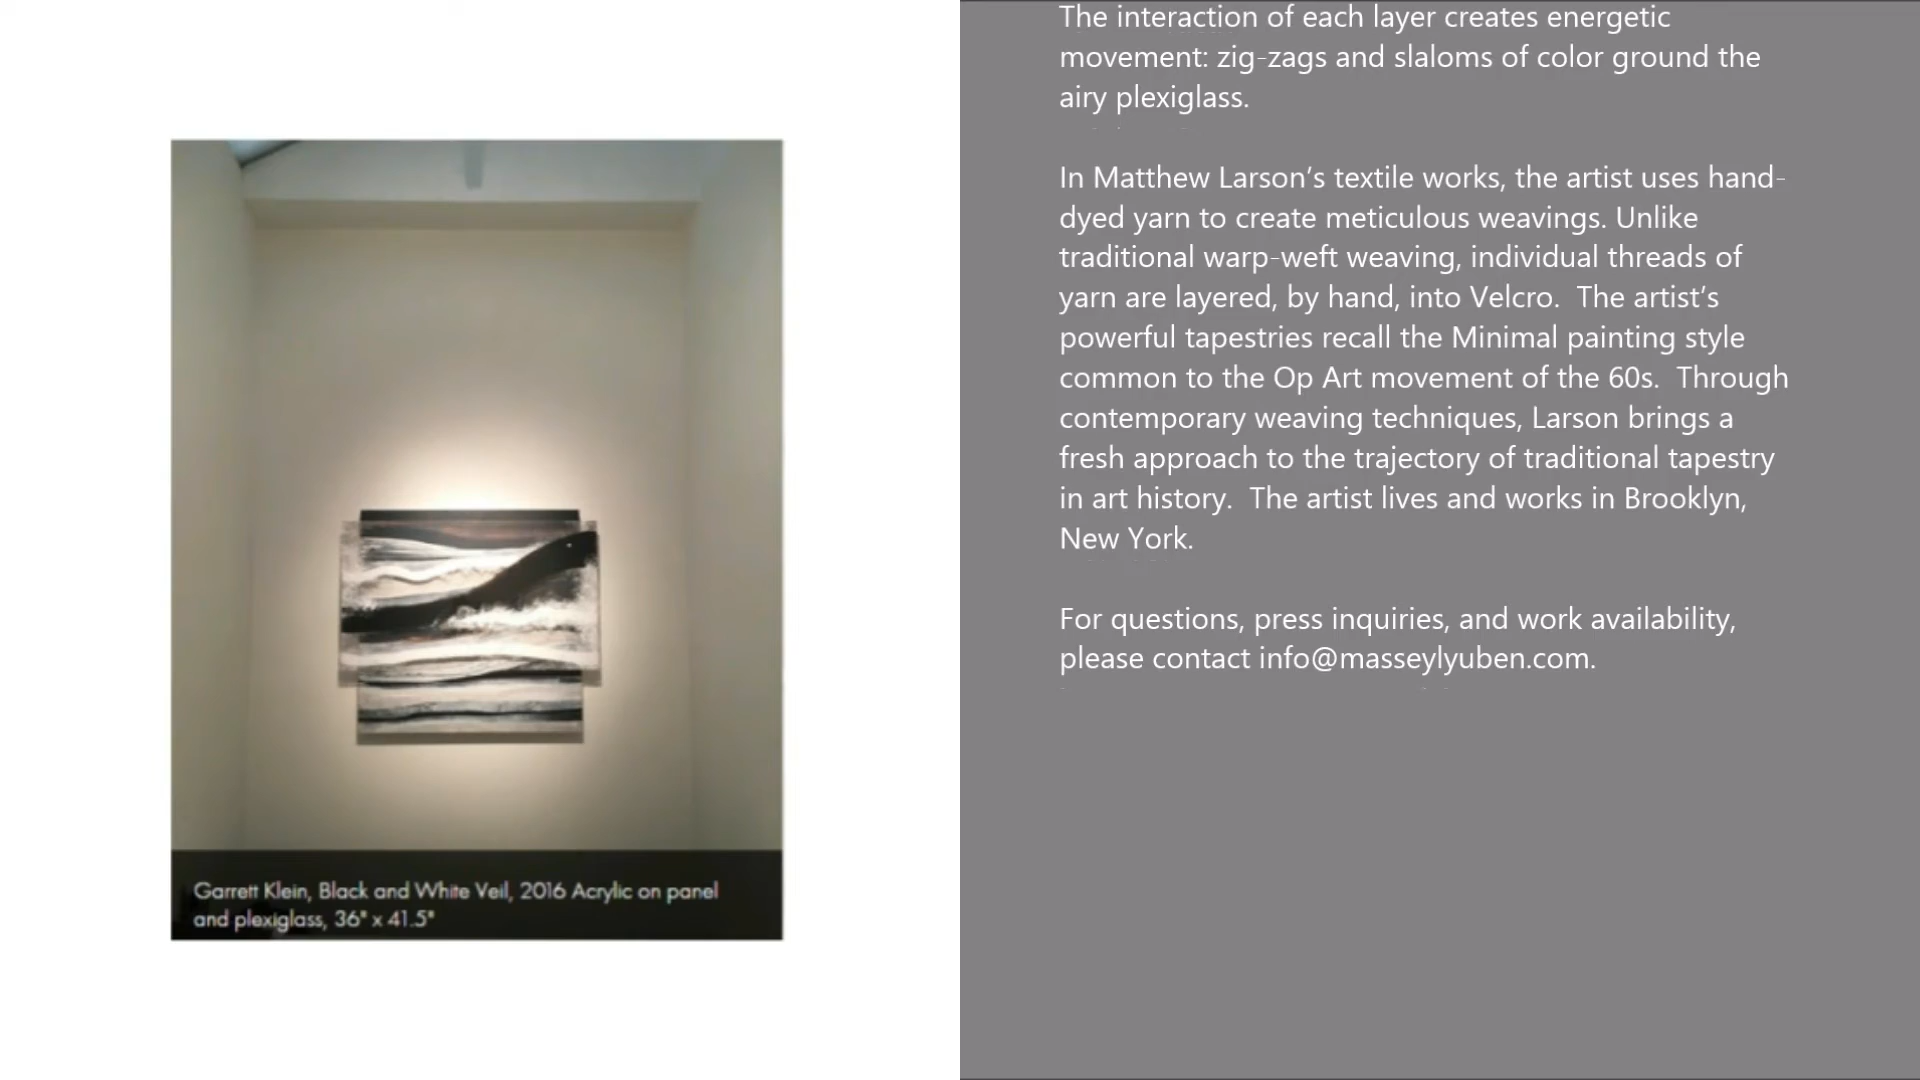 Garrett Klein, Black and White Veil, 2016 Acrylic on panel
and plexiglass, 36" x 41.5"
The interaction of each layer creates energetic
movement: zig-zags and slaloms of color ground the
airy plexiglass.
In Matthew Larson’s textile works, the artist uses hand-
dyed yarn to create meticulous weavings. Unlike
traditional warp-weft weaving, individual threads of
yarn are layered, by hand, into Velcro.  The artist’s
powerful tapestries recall the Minimal painting style
common to the Op Art movement of the 60s.  Through
contemporary weaving techniques, Larson brings a
fresh approach to the trajectory of traditional tapestry
in art history.  The artist lives and works in Brooklyn,
New York.
For questions, press inquiries, and work availability,
please contact info@masseylyuben.com.